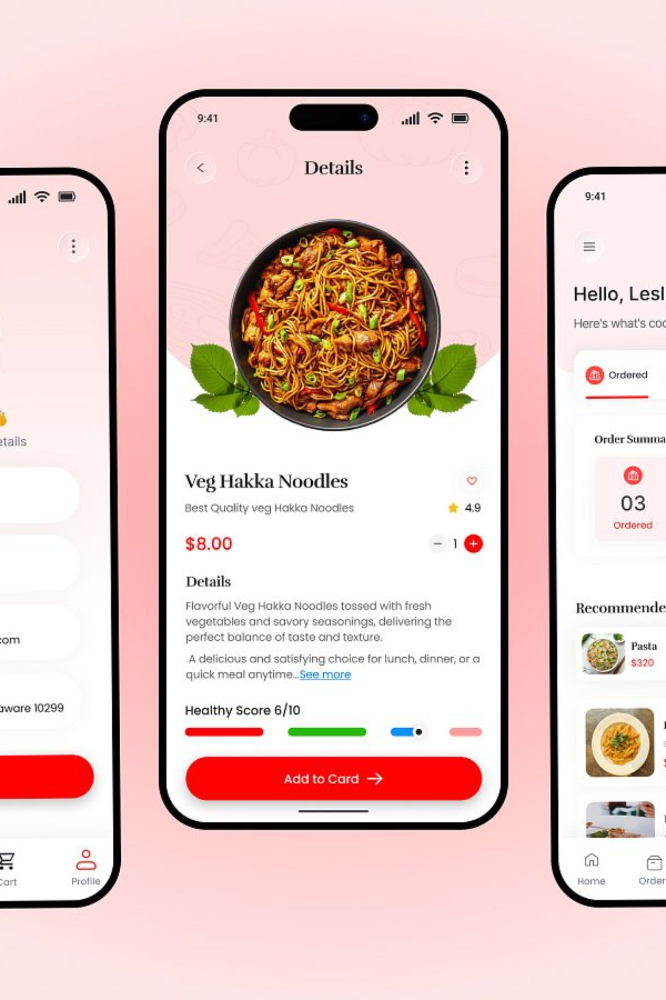 etails
com
aware 10299
Cart
Profile
9:41
Details
Veg Hakka Noodles
Best Quality veg Hakka Noodles
4.9
$8.00
1
Details
Flavorful Veg Hakka Noodles tossed with fresh
vegetables and savory seasonings, delivering the
perfect balance of taste and texture.
A delicious and satisfying choice for lunch, dinner, or a
quick meal anytime...See more
Healthy Score 6/10
Add to Card
9:41
Hello, Lesl
Here's what's coo
Ordered
Order Summa
03
Ordered
Recommende
Pasta
$320
Home
Order